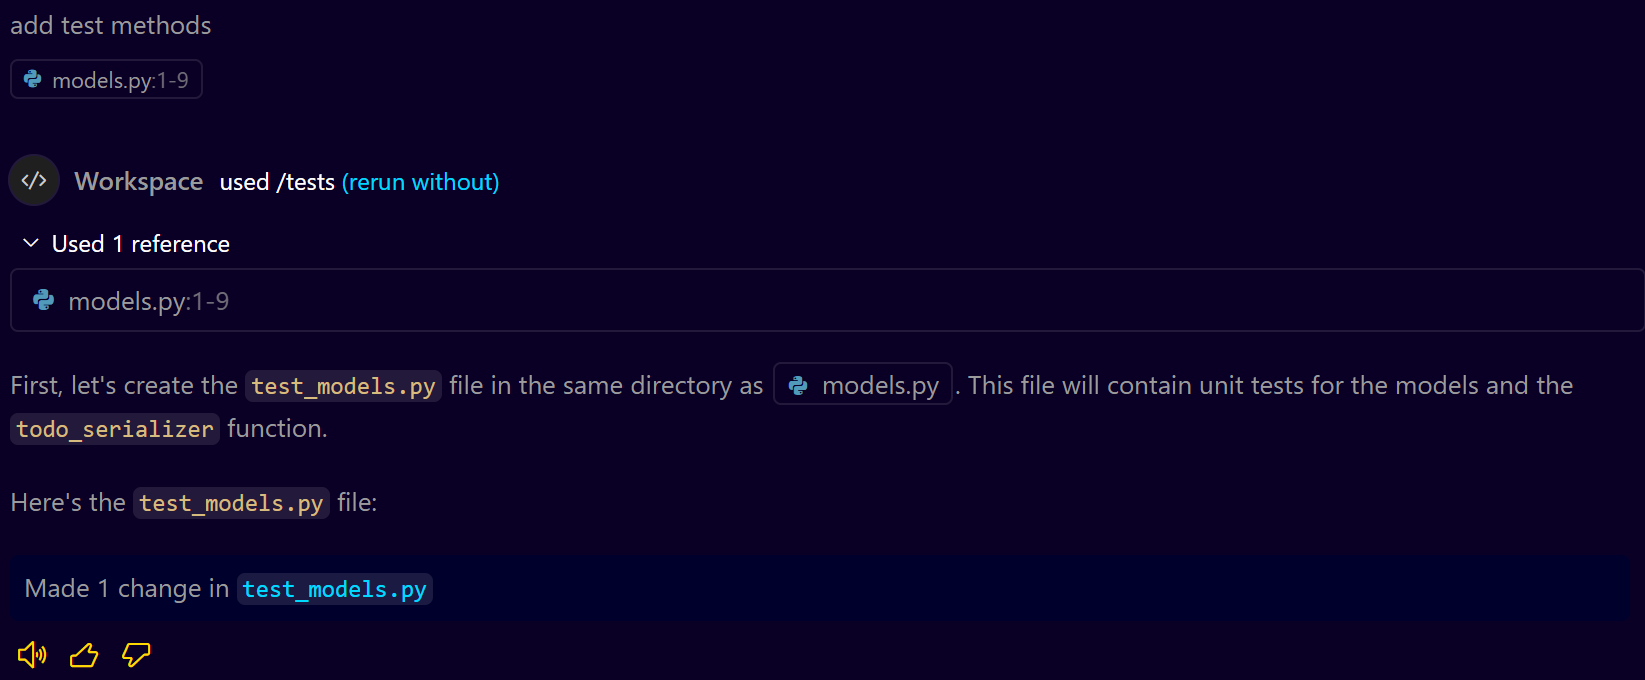 add test methods
models.py:1-9
Workspace used /tests (rerun without)
Used 1 reference
models.py:1-9
First, let's create the test_models.py file in the same directory as models.py. This file will contain unit tests for the models and the
todo_serializer function.
Here's the test_models.py file:
Made 1 change in test_models.py